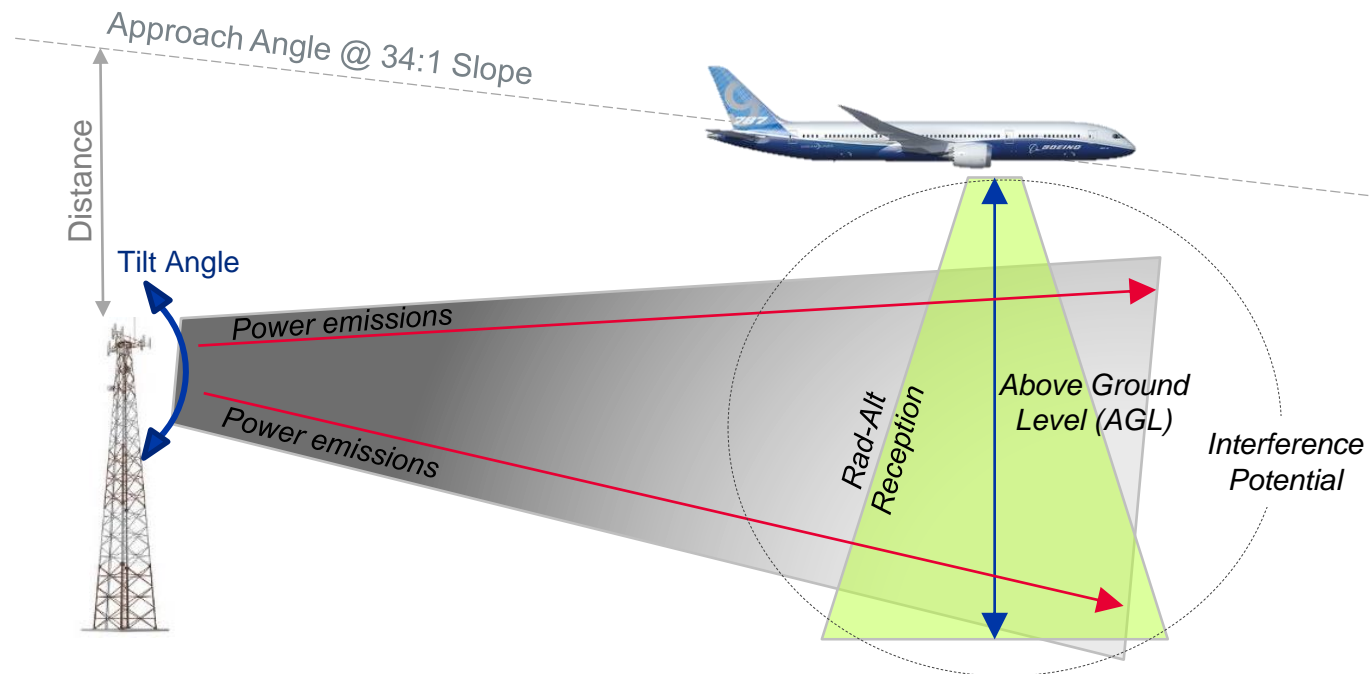 Approach Angle @ 34:1 Slope
Distance
Tilt Angle
787
BOEING
Power emissions
Power emissions
Rad-Alt
Reception
Above Ground
Level (AGL)
Interference
Potential